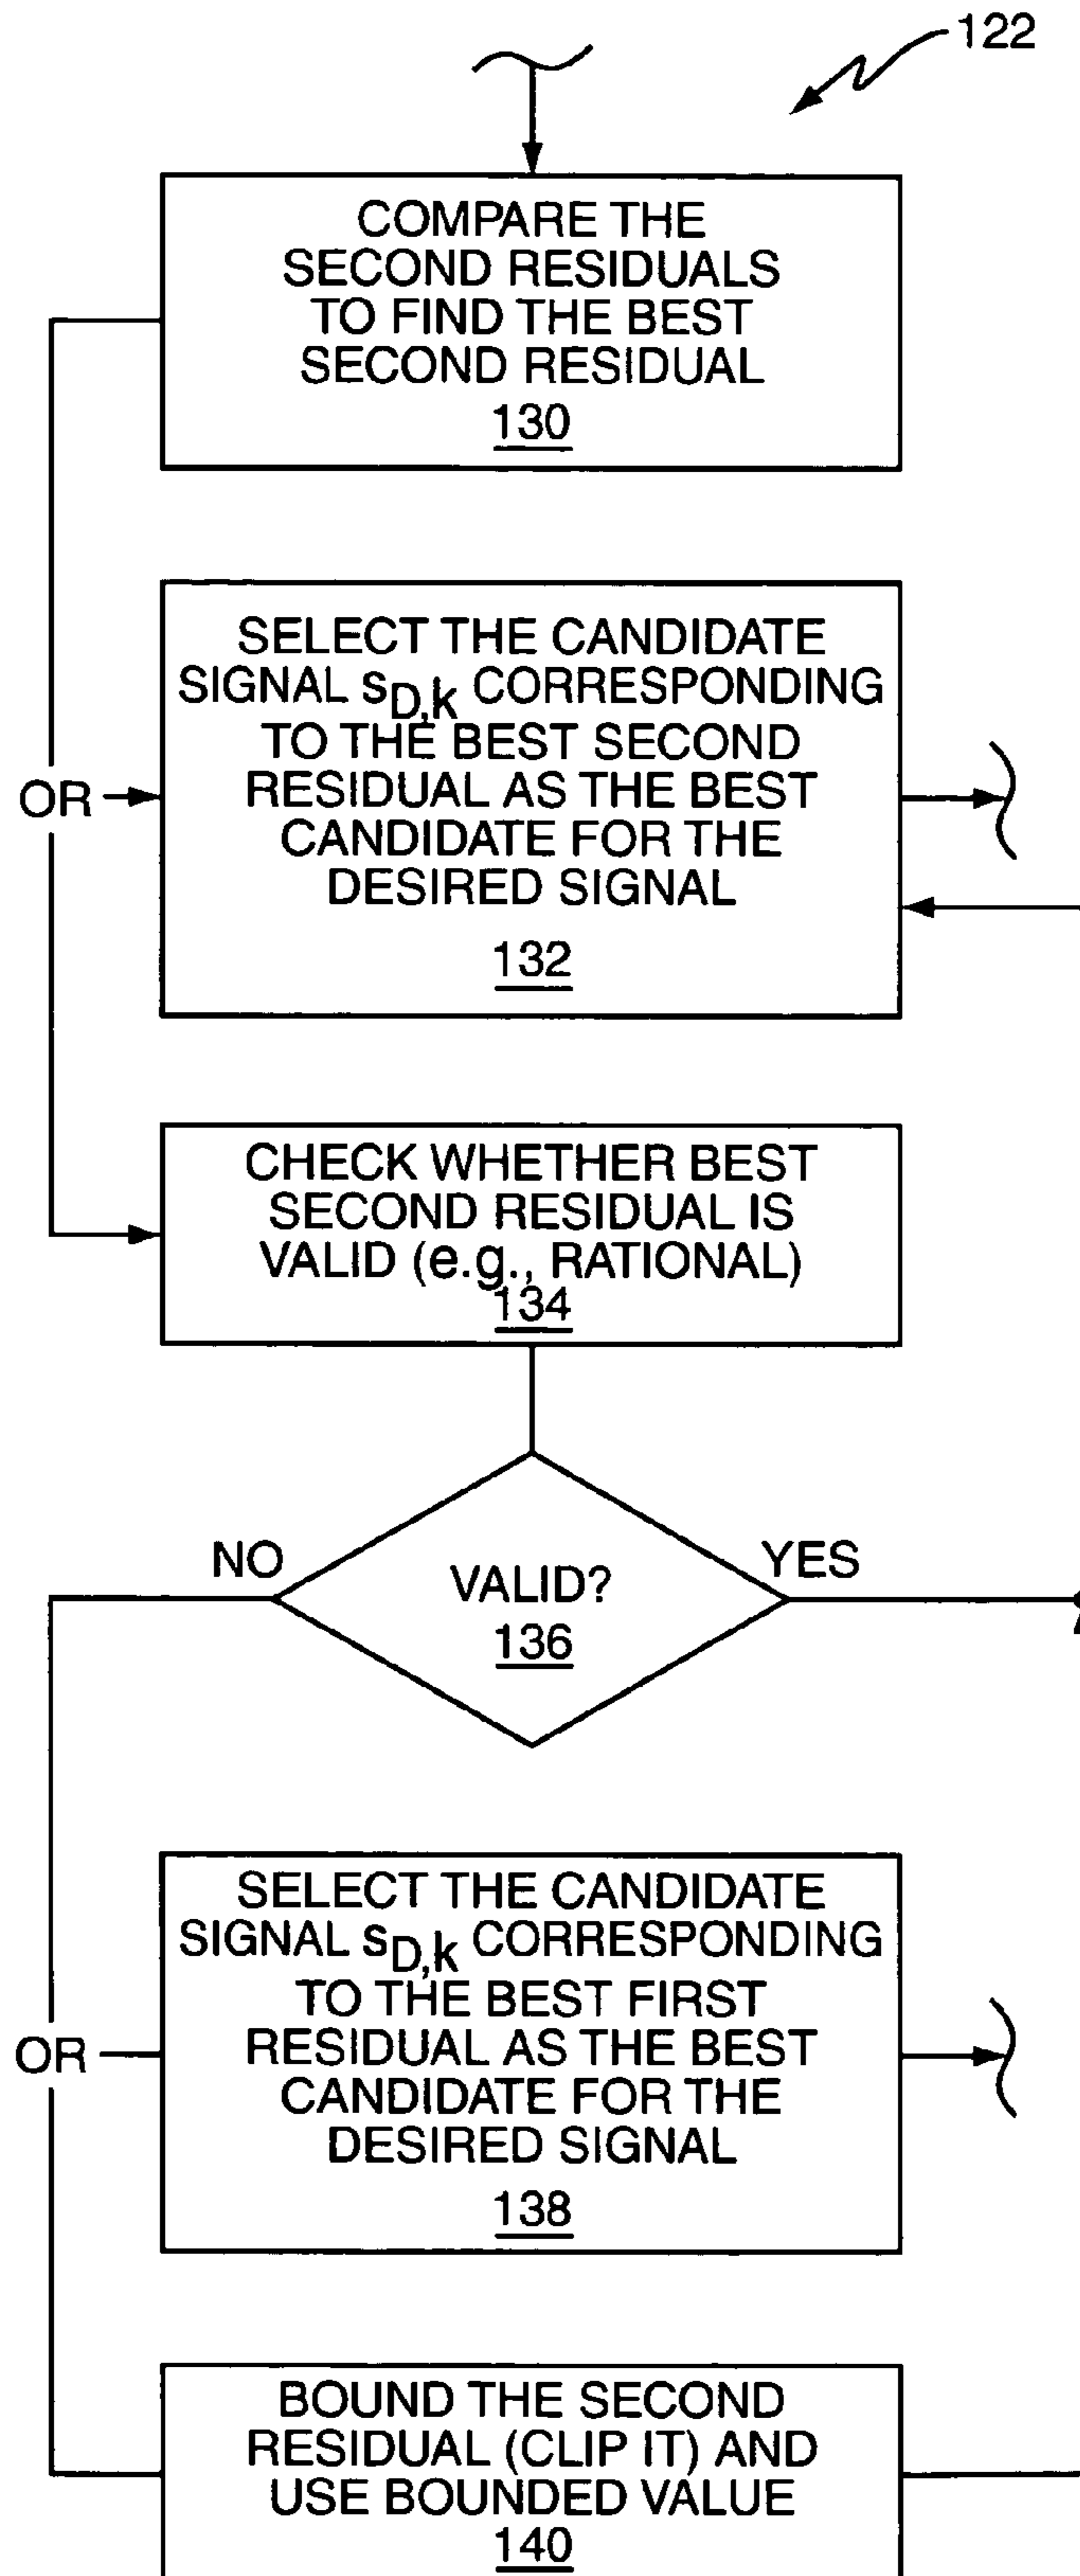 122
COMPARE THE
SECOND RESIDUALS
TO FIND THE BEST
SECOND RESIDUAL
130
SELECT THE CANDIDATE
SIGNAL sD,k CORRESPONDING
TO THE BEST SECOND
RESIDUAL AS THE BEST
CANDIDATE FOR THE
DESIRED SIGNAL
132
OR
CHECK WHETHER BEST
SECOND RESIDUAL IS
VALID (e.g., RATIONAL)
134
NO
VALID?
136
YES
SELECT THE CANDIDATE
SIGNAL sD,k CORRESPONDING
TO THE BEST FIRST
RESIDUAL AS THE BEST
CANDIDATE FOR THE
DESIRED SIGNAL
138
OR
BOUND THE SECOND
RESIDUAL (CLIP IT) AND
USE BOUNDED VALUE
140